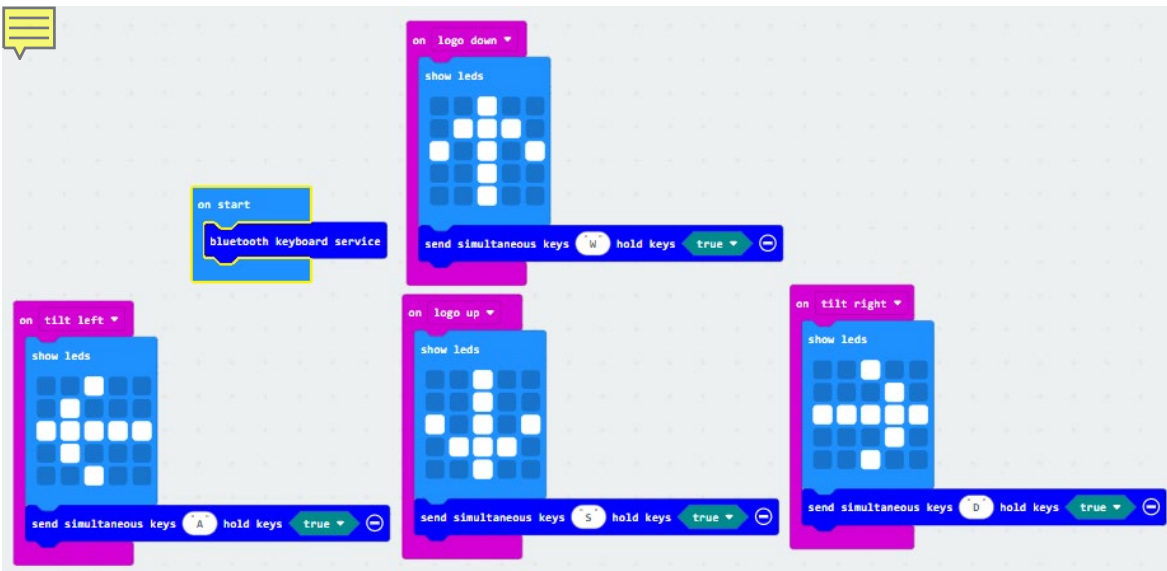 on logo down
show leds
send simultaneous keys "W" hold keys true
on start
bluetooth keyboard service
on tilt left
show leds
send simultaneous keys "A" hold keys true
on logo up
show leds
send simultaneous keys "S" hold keys true
on tilt right
show leds
send simultaneous keys "D" hold keys true